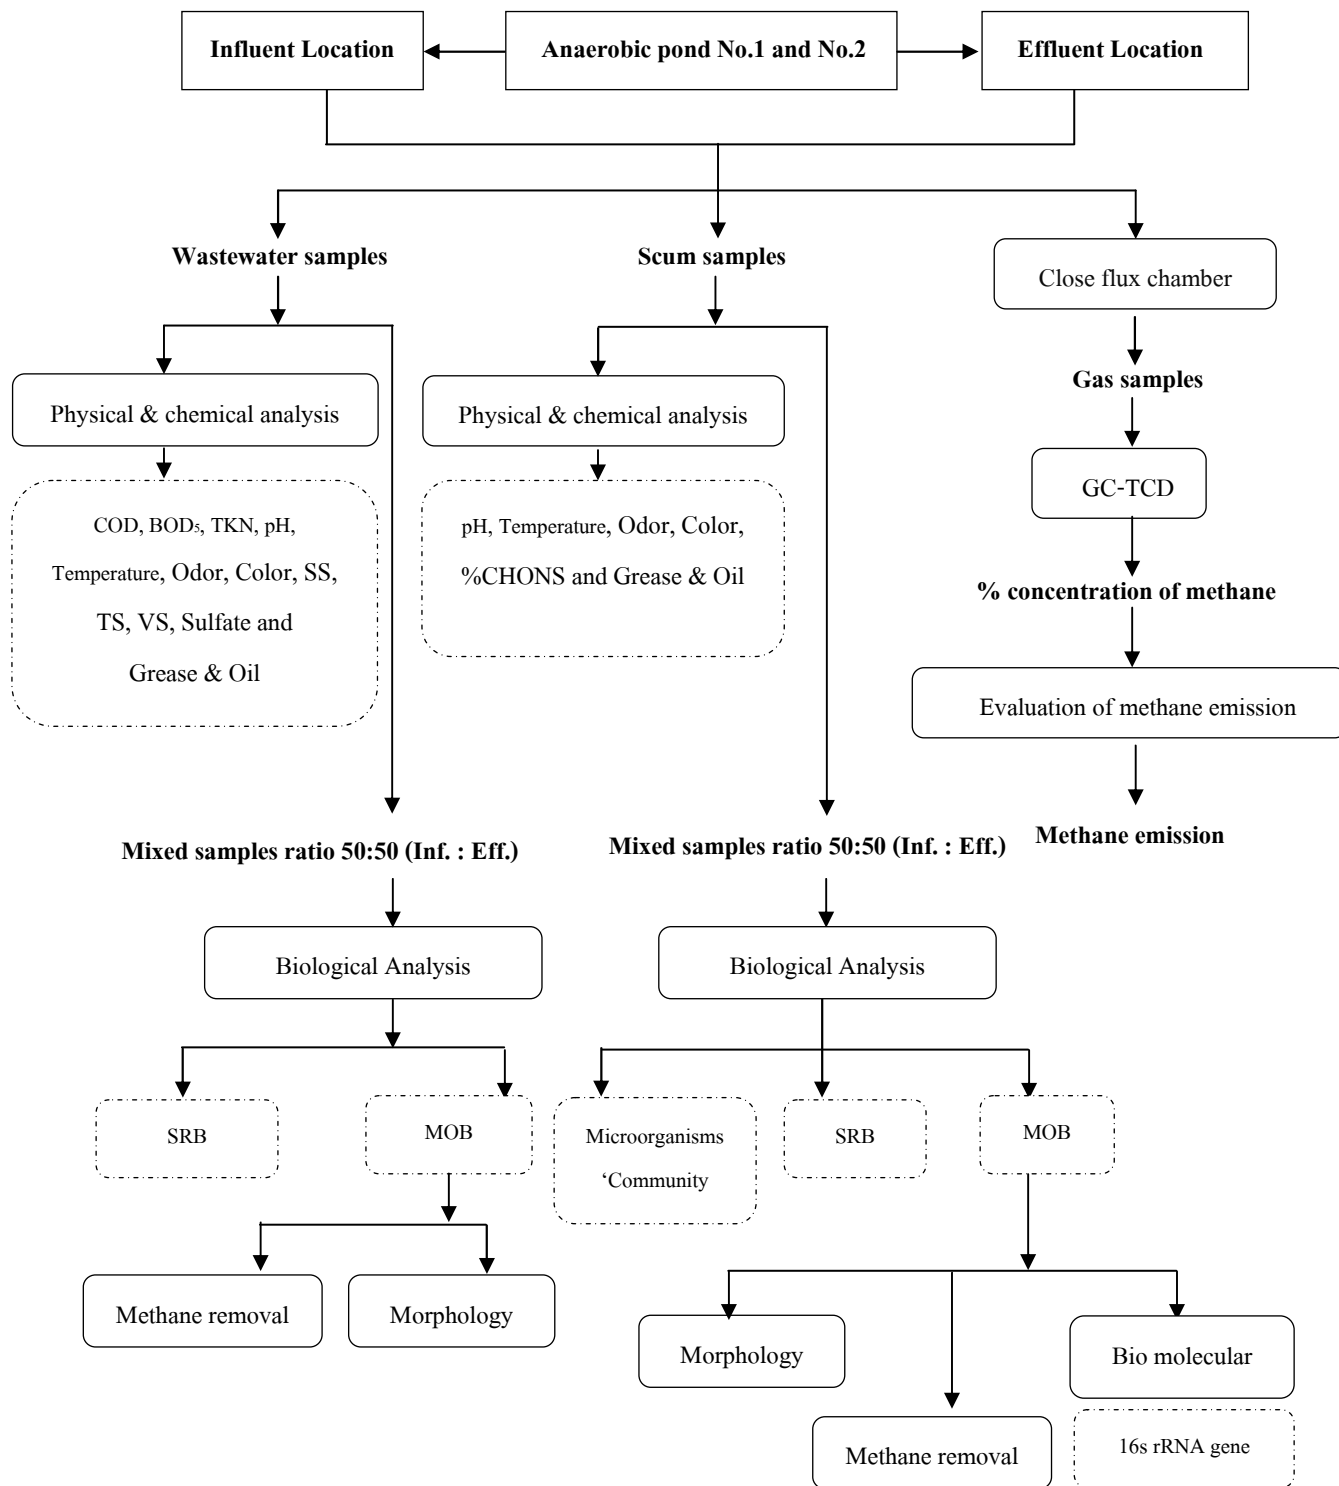 Influent Location
Anaerobic pond No.1 and No.2
Effluent Location
Wastewater samples
Scum samples
Close flux chamber
Gas samples
Physical & chemical analysis
Physical & chemical analysis
GC-TCD
COD, BOD₅, TKN, pH,
Temperature, Odor, Color, SS,
TS, VS, Sulfate and
Grease & Oil
pH, Temperature, Odor, Color,
%CHONS and Grease & Oil
% concentration of methane
Evaluation of methane emission
Methane emission
Mixed samples ratio 50:50 (Inf. : Eff.)
Mixed samples ratio 50:50 (Inf. : Eff.)
Biological Analysis
Biological Analysis
SRB
MOB
Microorganisms
‘Community
SRB
MOB
Methane removal
Morphology
Morphology
Bio molecular
Methane removal
16s rRNA gene